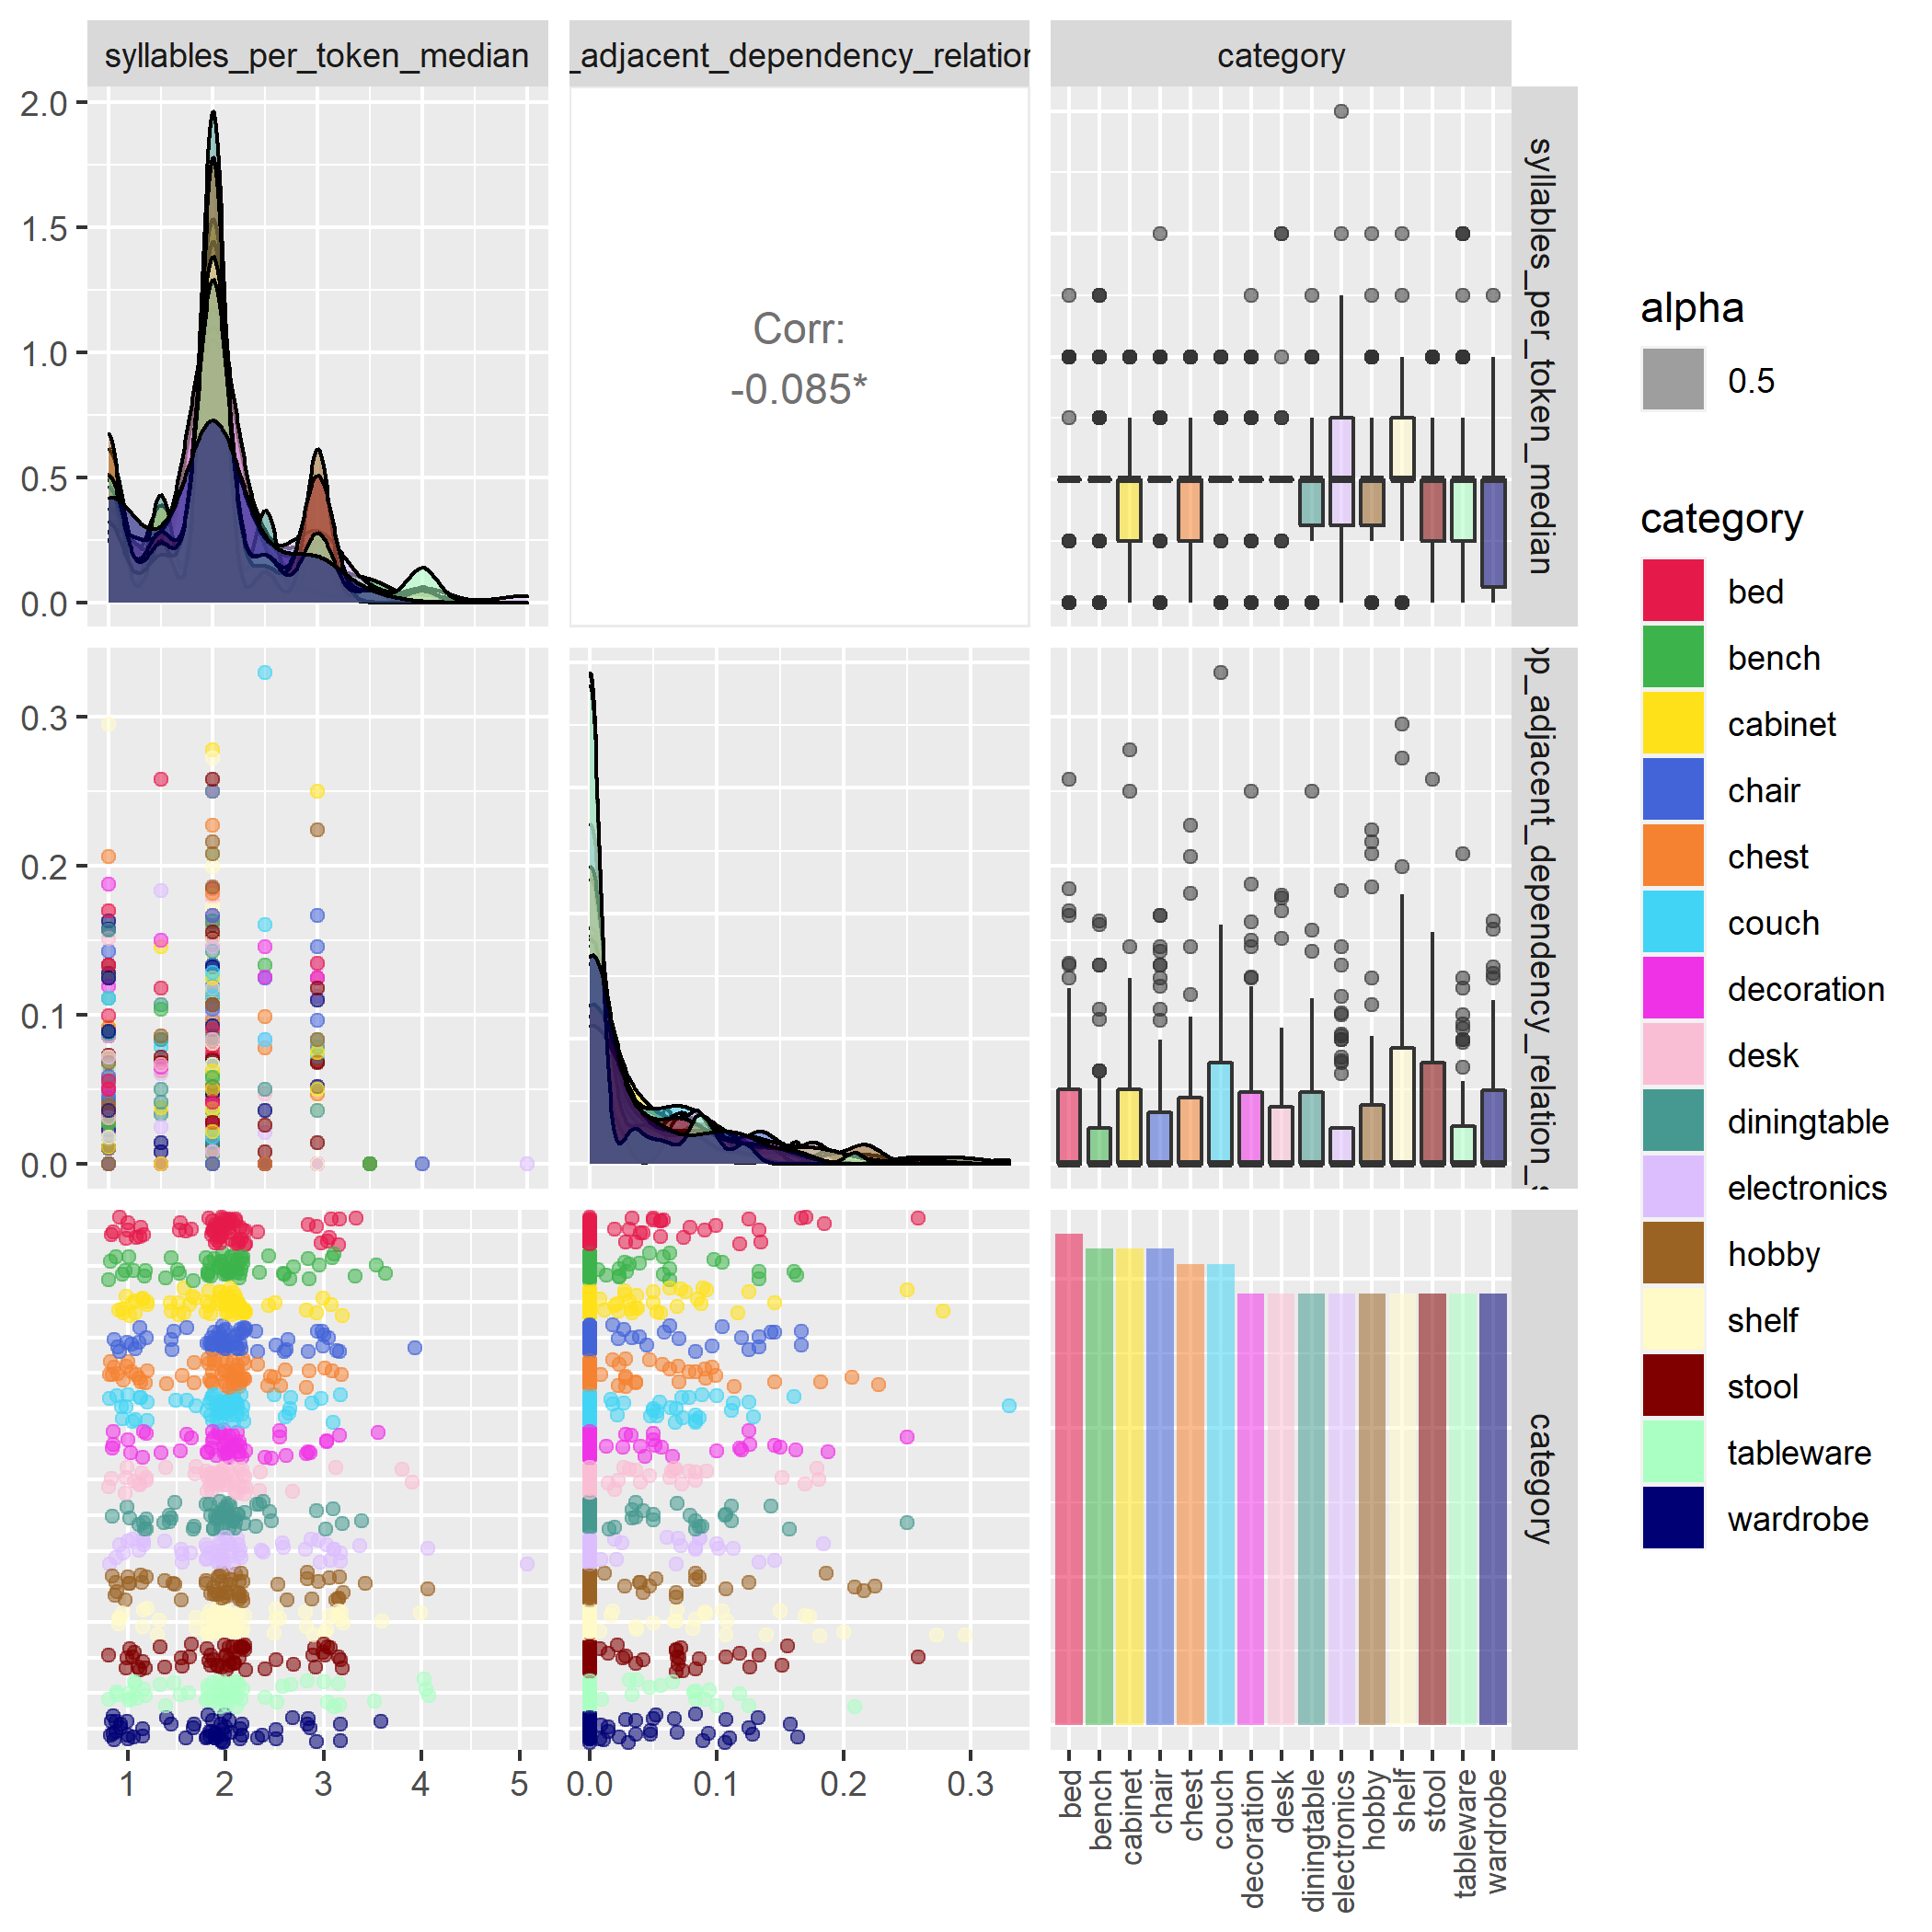 syllables_per_token_median
_adjacent_dependency_relation
category
2.0
1.5
1.0
0.5
0.0
Corr:
-0.085*
syllables_per_token_median
0.3
0.2
0.1
0.0
pp_adjacent_dependency_relation_s
category
1
2
3
4
5
0.0
0.1
0.2
0.3
bed
bench
cabinet
chair
chest
couch
decoration
desk
diningtable
electronics
hobby
shelf
stool
tableware
wardrobe
alpha
0.5
category
bed
bench
cabinet
chair
chest
couch
decoration
desk
diningtable
electronics
hobby
shelf
stool
tableware
wardrobe